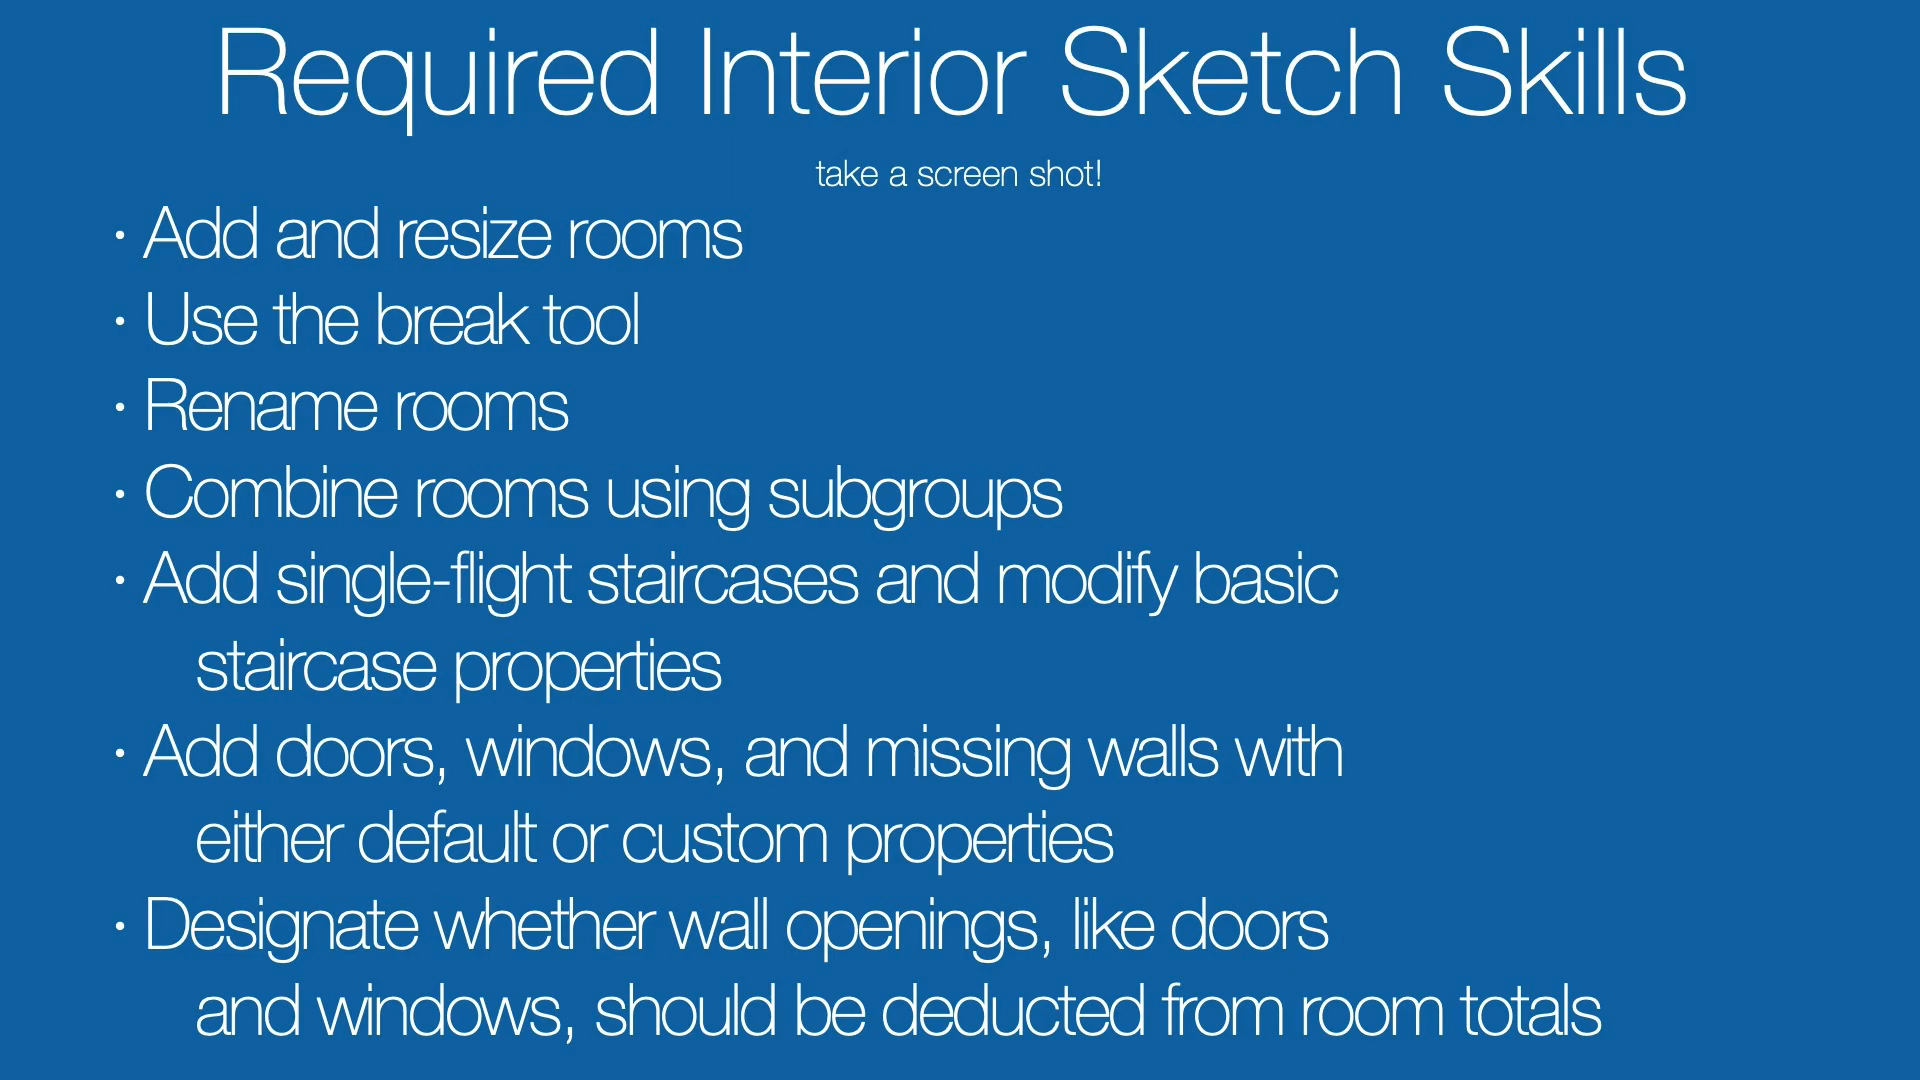 Required Interior Sketch Skills
take a screen shot!
· Add and resize rooms
· Use the break tool
· Rename rooms
· Combine rooms using subgroups
· Add single-flight staircases and modify basic
staircase properties
· Add doors, windows, and missing walls with
either default or custom properties
· Designate whether wall openings, like doors
and windows, should be deducted from room totals